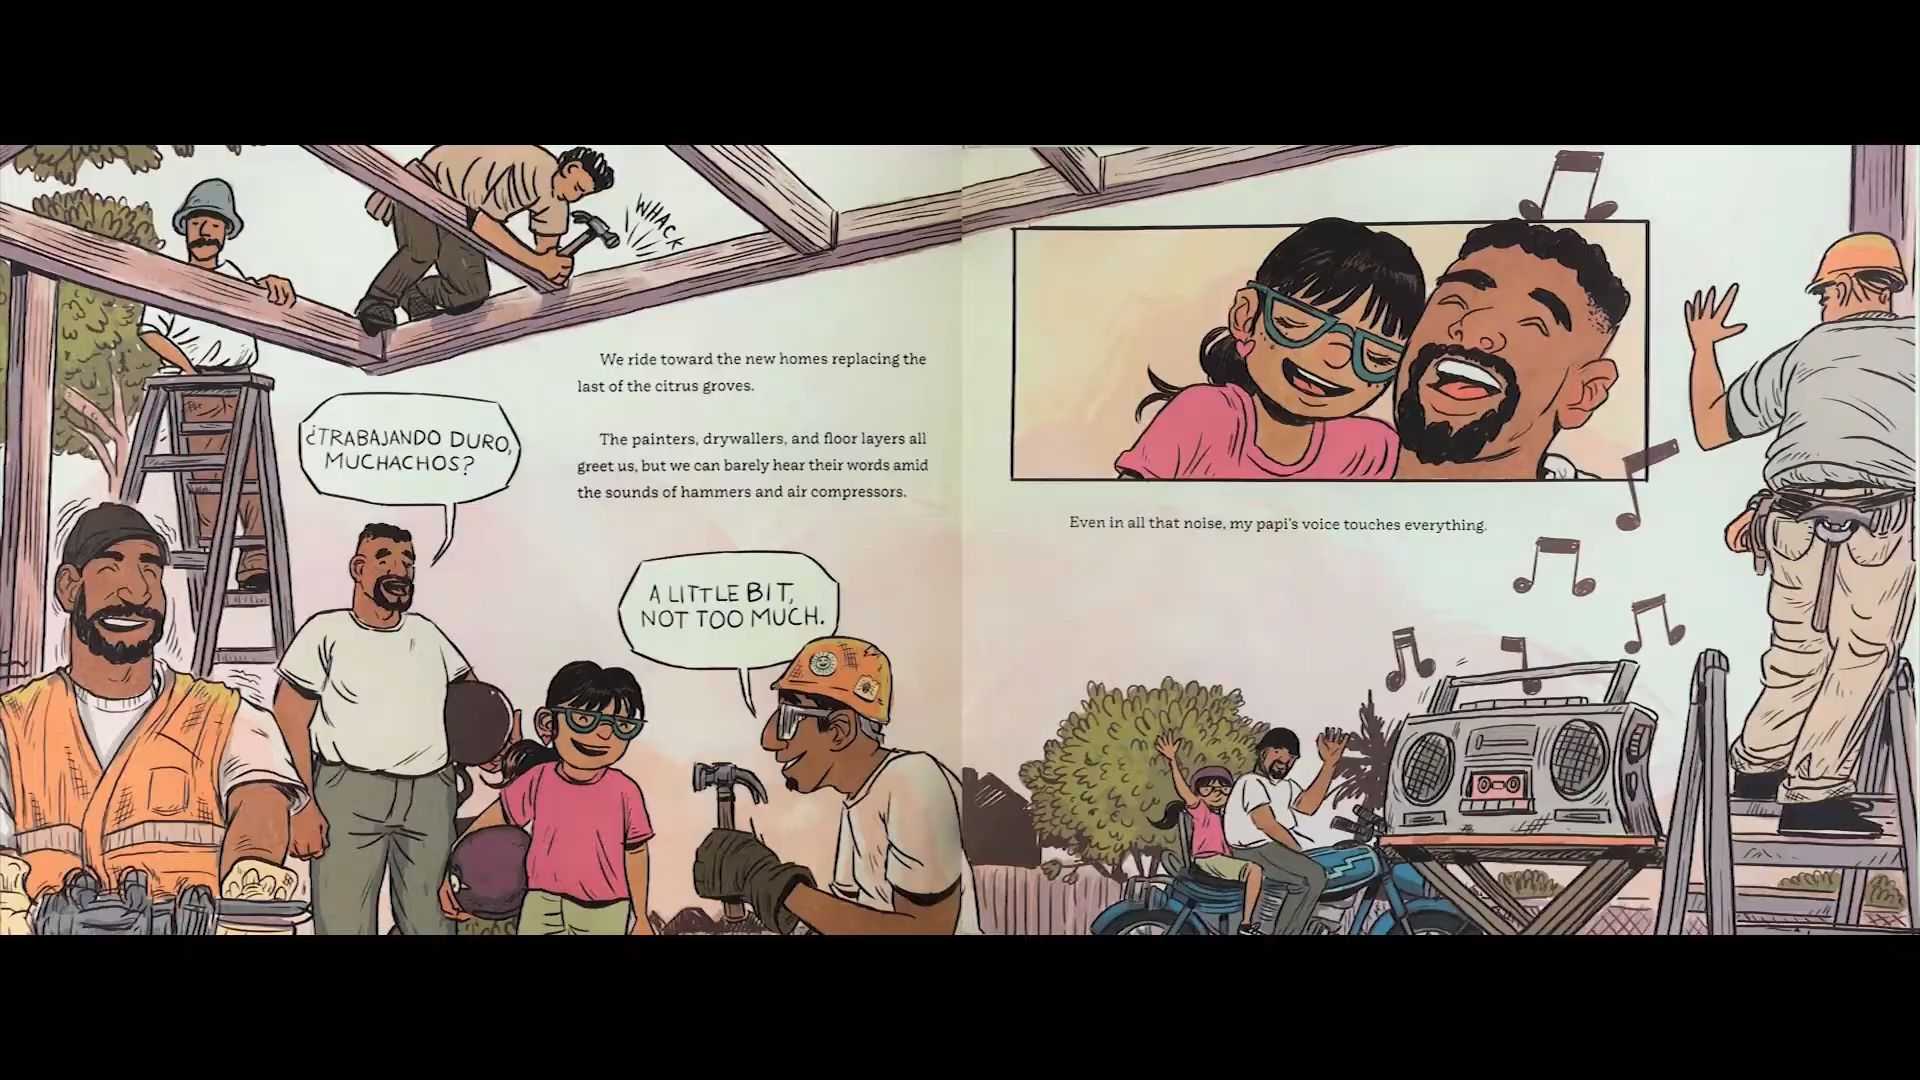 WHACK
We ride toward the new homes replacing the
last of the citrus groves.
The painters, drywallers, and floor layers all
greet us, but we can barely hear their words amid
the sounds of hammers and air compressors.
¿TRABAJANDO DURO,
MUCHACHOS?
A LITTLE BIT,
NOT TOO MUCH.
Even in all that noise, my papi's voice touches everything.